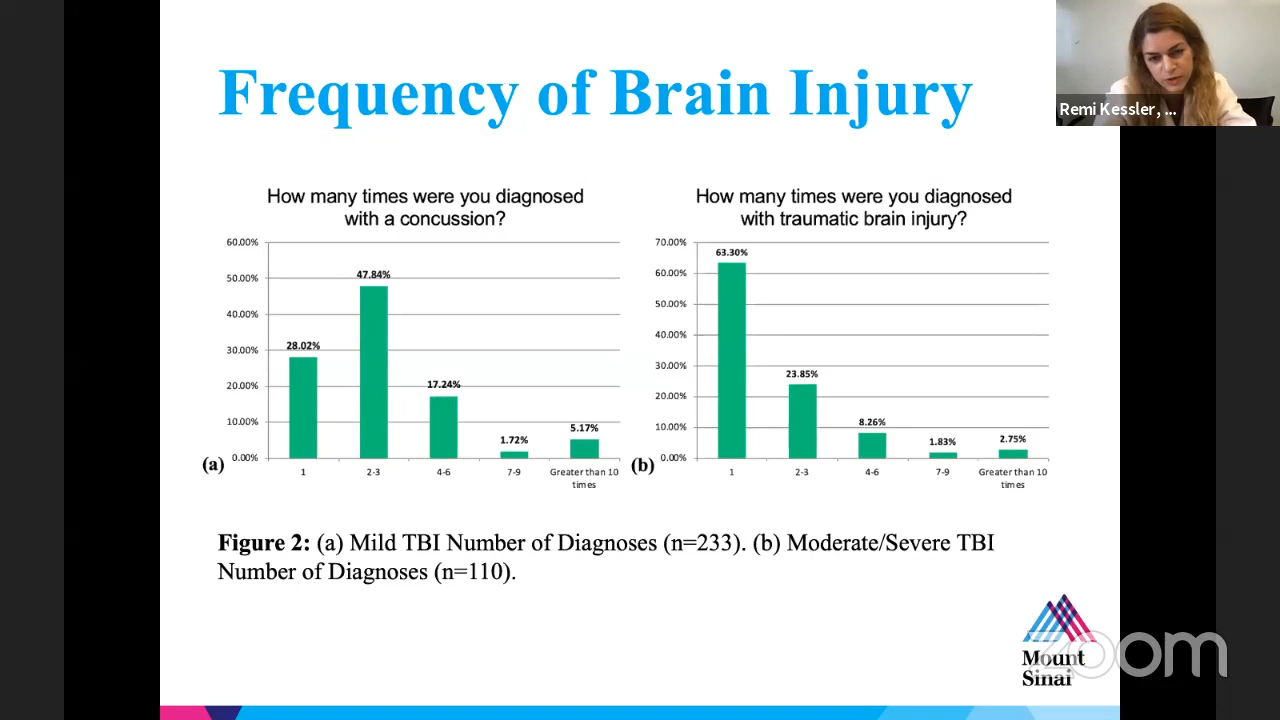 Frequency of Brain Injury
Remi Kessler, ...
How many times were you diagnosed
with a concussion?
60.00%
50.00%
40.00%
30.00%
20.00%
10.00%
0.00%
28.02%
47.84%
17.24%
1.72%
5.17%
1
2-3
4-6
7-9
Greater than 10
times
(a)
How many times were you diagnosed
with traumatic brain injury?
70.00%
60.00%
50.00%
40.00%
30.00%
20.00%
10.00%
0.00%
63.30%
23.85%
8.26%
1.83%
2.75%
1
2-3
4-6
7-9
Greater than 10
times
(b)
Figure 2: (a) Mild TBI Number of Diagnoses (n=233). (b) Moderate/Severe TBI
Number of Diagnoses (n=110).
Mount
Sinai
zoom